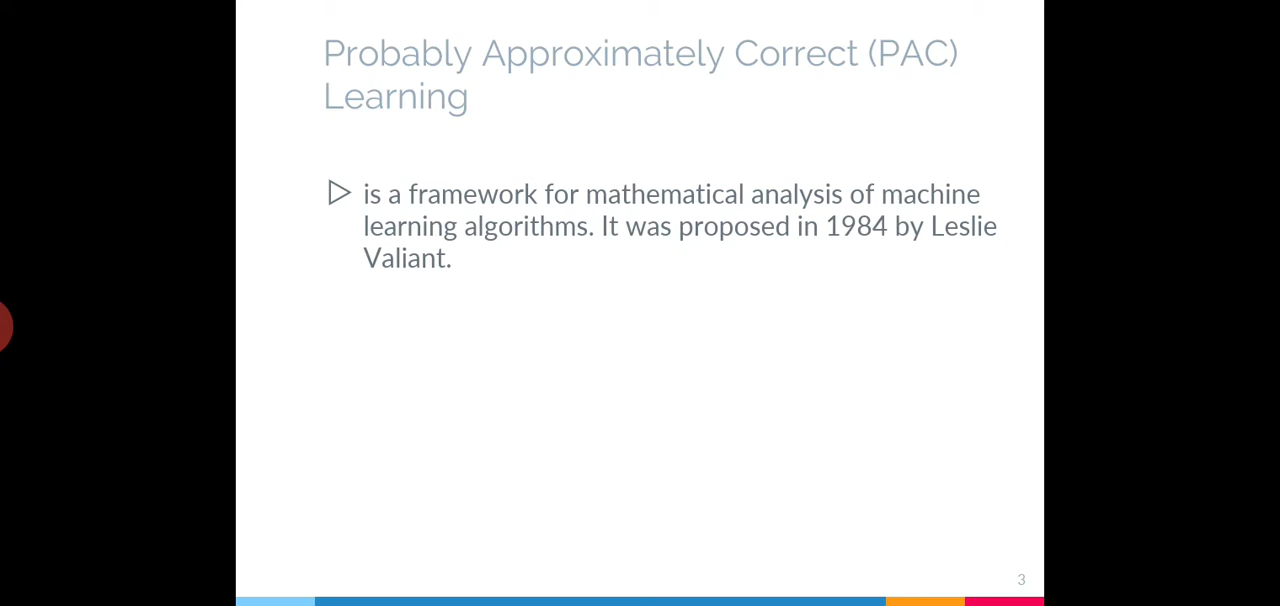 Probably Approximately Correct (PAC)
Learning
is a framework for mathematical analysis of machine
learning algorithms. It was proposed in 1984 by Leslie
Valiant.
3